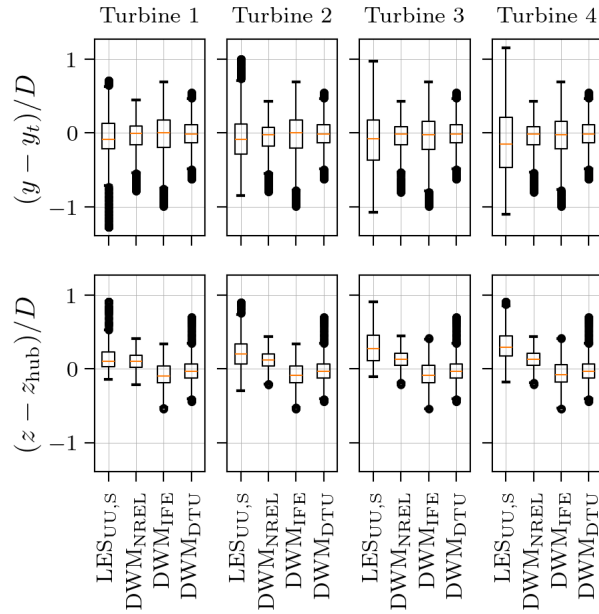 Turbine 1 Turbine 2 Turbine 3 Turbine 4
(y − y_t)/D
1
0
−1
(z − z_hub)/D
1
0
−1
LES_UU,S DWM_NREL DWM_IFE DWM_DTU LES_UU,S DWM_NREL DWM_IFE DWM_DTU LES_UU,S DWM_NREL DWM_IFE DWM_DTU LES_UU,S DWM_NREL DWM_IFE DWM_DTU